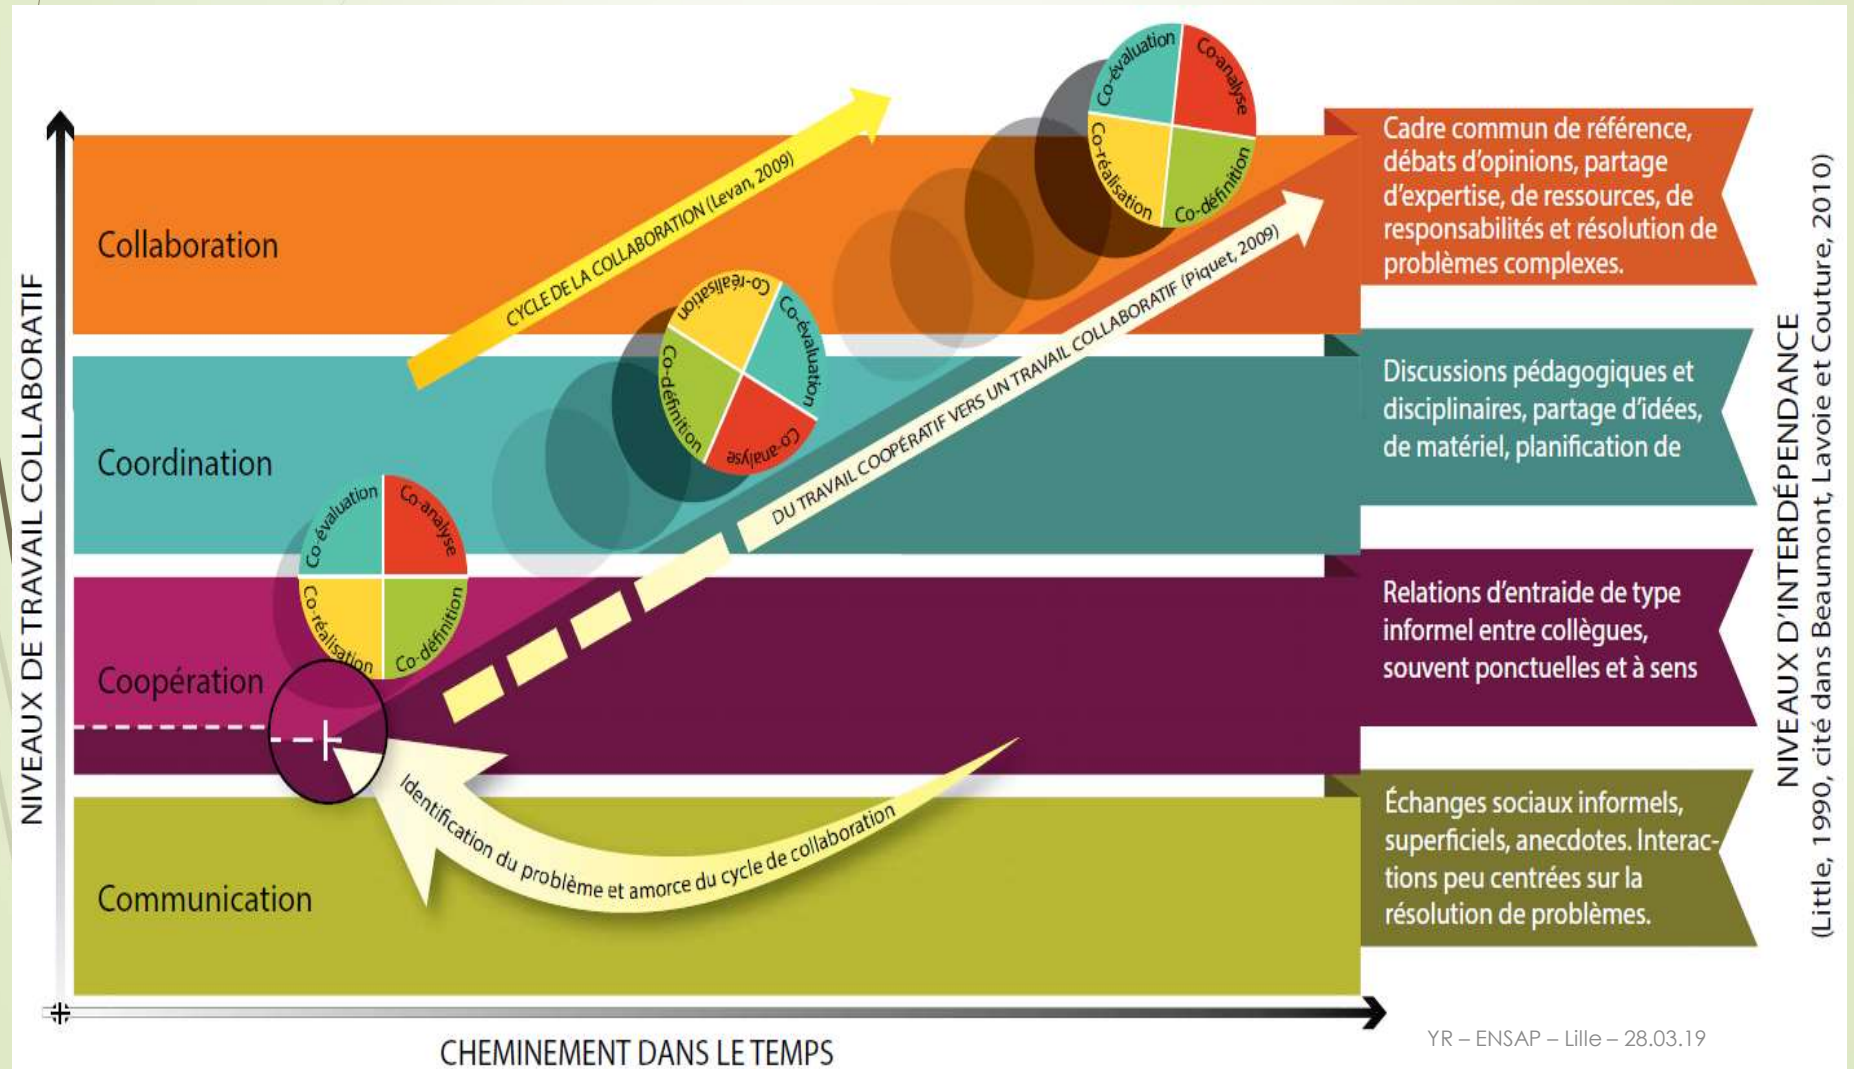 NIVEAUX DE TRAVAIL COLLABORATIF
Collaboration
Coordination
Coopération
Communication
CYCLE DE LA COLLABORATION (Levan, 2009)
DU TRAVAIL COOPÉRATIF VERS UN TRAVAIL COLLABORATIF (Piquet, 2009)
Co-évaluation
Co-analyse
Co-réalisation
Co-définition
Co-réalisation
Co-évaluation
Co-définition
Co-analyse
Co-évaluation
Co-analyse
Co-réalisation
Co-définition
Identification du problème et amorce du cycle de collaboration
Cadre commun de référence,
débats d'opinions, partage
d'expertise, de ressources, de
responsabilités et résolution de
problèmes complexes.
Discussions pédagogiques et
disciplinaires, partage d'idées,
de matériel, planification de
Relations d'entraide de type
informel entre collègues,
souvent ponctuelles et à sens
Échanges sociaux informels,
superficiels, anecdotes. Interac-
tions peu centrées sur la
résolution de problèmes.
NIVEAUX D'INTERDÉPENDANCE
(Little, 1990, cité dans Beaumont, Lavoie et Couture, 2010)
CHEMINEMENT DANS LE TEMPS
YR – ENSAP – Lille – 28.03.19